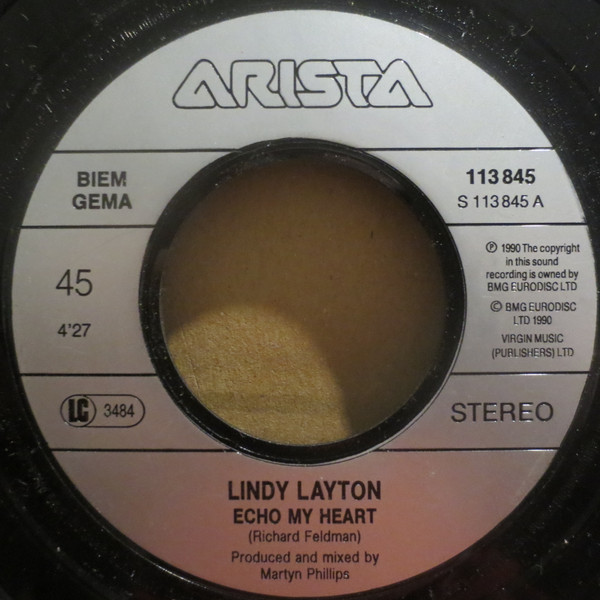 ARISTA
BIEM
GEMA
113 845
S 113 845 A
45
4'27
℗ 1990 The copyright
in this sound
recording is owned by
BMG EURODISC LTD
© BMG EURODISC
LTD 1990
VIRGIN MUSIC
(PUBLISHERS) LTD
LC 3484
STEREO
LINDY LAYTON
ECHO MY HEART
(Richard Feldman)
Produced and mixed by
Martyn Phillips